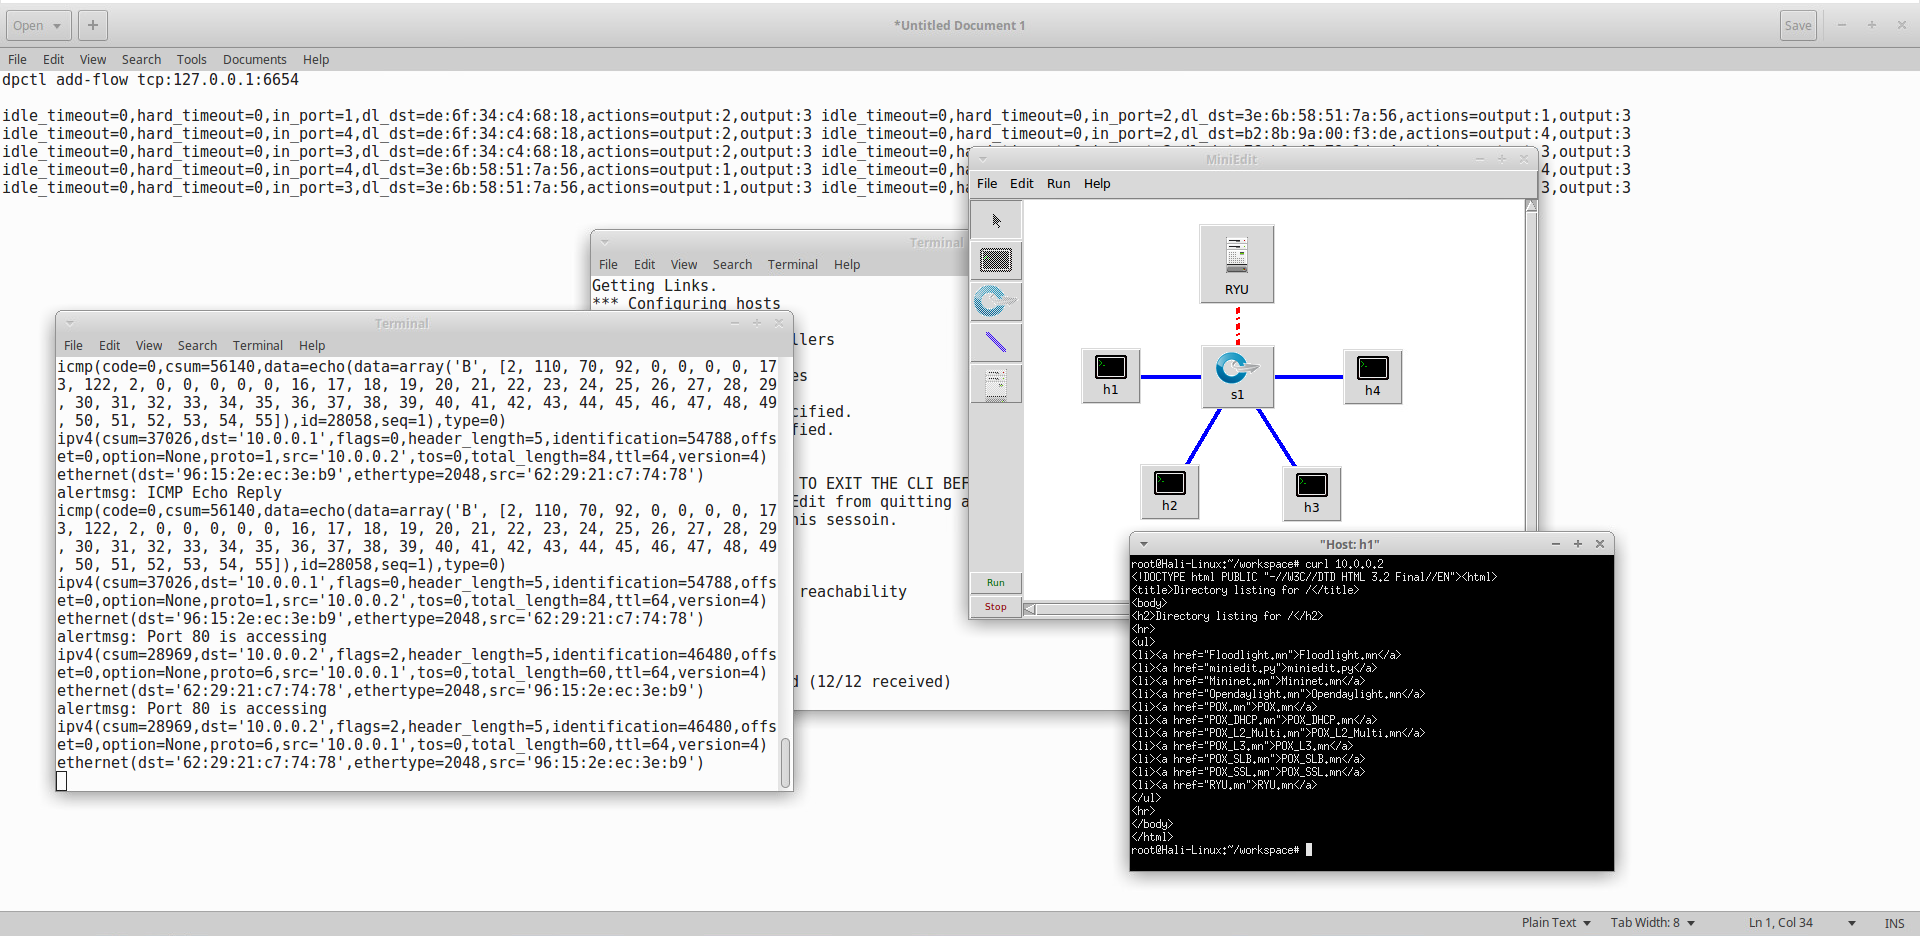 Open
+
*Untitled Document 1
Save
File Edit View Search Tools Documents Help
dpctl add-flow tcp:127.0.0.1:6654
idle_timeout=0,hard_timeout=0,in_port=1,dl_dst=de:6f:34:c4:68:18,actions=output:2,output:3 idle_timeout=0,hard_timeout=0,in_port=2,dl_dst=3e:6b:58:51:7a:56,actions=output:1,output:3
idle_timeout=0,hard_timeout=0,in_port=4,dl_dst=de:6f:34:c4:68:18,actions=output:2,output:3 idle_timeout=0,hard_timeout=0,in_port=2,dl_dst=b2:8b:9a:00:f3:de,actions=output:4,output:3
idle_timeout=0,hard_timeout=0,in_port=3,dl_dst=de:6f:34:c4:68:18,actions=output:2,output:3 idle_timeout=0,h 3,output:3
idle_timeout=0,hard_timeout=0,in_port=4,dl_dst=3e:6b:58:51:7a:56,actions=output:1,output:3 idle_timeout=0,ha 4,output:3
idle_timeout=0,hard_timeout=0,in_port=3,dl_dst=3e:6b:58:51:7a:56,actions=output:1,output:3 idle_timeout=0,ha 3,output:3
Terminal
File Edit View Search Terminal Help
Getting Links.
*** Configuring hosts
llers
es
cified.
fied.
TO EXIT THE CLI BEF
Edit from quitting a
his sessoin.
reachability
d (12/12 received)
Terminal
File Edit View Search Terminal Help
icmp(code=0,csum=56140,data=echo(data=array('B', [2, 110, 70, 92, 0, 0, 0, 0, 17
3, 122, 2, 0, 0, 0, 0, 0, 16, 17, 18, 19, 20, 21, 22, 23, 24, 25, 26, 27, 28, 29
, 30, 31, 32, 33, 34, 35, 36, 37, 38, 39, 40, 41, 42, 43, 44, 45, 46, 47, 48, 49
, 50, 51, 52, 53, 54, 55]),id=28058,seq=1),type=0)
ipv4(csum=37026,dst='10.0.0.1',flags=0,header_length=5,identification=54788,offs
et=0,option=None,proto=1,src='10.0.0.2',tos=0,total_length=84,ttl=64,version=4)
ethernet(dst='96:15:2e:ec:3e:b9',ethertype=2048,src='62:29:21:c7:74:78')
alertmsg: ICMP Echo Reply
icmp(code=0,csum=56140,data=echo(data=array('B', [2, 110, 70, 92, 0, 0, 0, 0, 17
3, 122, 2, 0, 0, 0, 0, 0, 16, 17, 18, 19, 20, 21, 22, 23, 24, 25, 26, 27, 28, 29
, 30, 31, 32, 33, 34, 35, 36, 37, 38, 39, 40, 41, 42, 43, 44, 45, 46, 47, 48, 49
, 50, 51, 52, 53, 54, 55]),id=28058,seq=1),type=0)
ipv4(csum=37026,dst='10.0.0.1',flags=0,header_length=5,identification=54788,offs
et=0,option=None,proto=1,src='10.0.0.2',tos=0,total_length=84,ttl=64,version=4)
ethernet(dst='96:15:2e:ec:3e:b9',ethertype=2048,src='62:29:21:c7:74:78')
alertmsg: Port 80 is accessing
ipv4(csum=28969,dst='10.0.0.2',flags=2,header_length=5,identification=46480,offs
et=0,option=None,proto=6,src='10.0.0.1',tos=0,total_length=60,ttl=64,version=4)
ethernet(dst='62:29:21:c7:74:78',ethertype=2048,src='96:15:2e:ec:3e:b9')
alertmsg: Port 80 is accessing
ipv4(csum=28969,dst='10.0.0.2',flags=2,header_length=5,identification=46480,offs
et=0,option=None,proto=6,src='10.0.0.1',tos=0,total_length=60,ttl=64,version=4)
ethernet(dst='62:29:21:c7:74:78',ethertype=2048,src='96:15:2e:ec:3e:b9')
MiniEdit
File Edit Run Help
RYU
h1
s1
h4
h2
h3
Run
Stop
"Host: h1"
root@Hali-Linux:~/workspace# curl 10.0.0.2
<!DOCTYPE html PUBLIC "-//W3C//DTD HTML 3.2 Final//EN"><html>
<title>Directory listing for /</title>
<body>
<h2>Directory listing for /</h2>
<hr>
<ul>
<li><a href="Floodlight.mn">Floodlight.mn</a>
<li><a href="miniedit.py">miniedit.py</a>
<li><a href="Mininet.mn">Mininet.mn</a>
<li><a href="Opendaylight.mn">Opendaylight.mn</a>
<li><a href="POX.mn">POX.mn</a>
<li><a href="POX_DHCP.mn">POX_DHCP.mn</a>
<li><a href="POX_L2_Multi.mn">POX_L2_Multi.mn</a>
<li><a href="POX_L3.mn">POX_L3.mn</a>
<li><a href="POX_SLB.mn">POX_SLB.mn</a>
<li><a href="POX_SSL.mn">POX_SSL.mn</a>
<li><a href="RYU.mn">RYU.mn</a>
</ul>
<hr>
</body>
</html>
root@Hali-Linux:~/workspace#
Plain Text Tab Width: 8 Ln 1, Col 34 INS